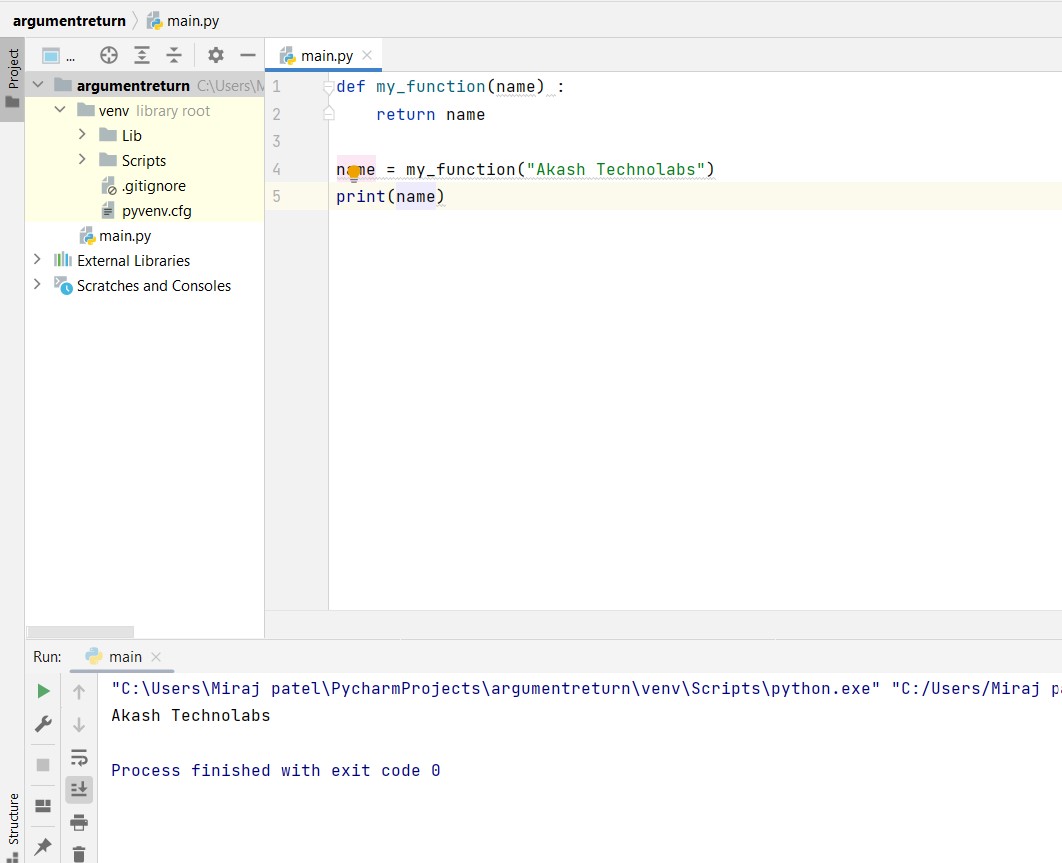 argumentreturn main.py
Project
...
main.py
argumentreturn C:\Users\M
venv library root
Lib
Scripts
.gitignore
pyvenv.cfg
main.py
External Libraries
Scratches and Consoles
1 def my_function(name) :
2 return name
3
4 name = my_function("Akash Technolabs")
5 print(name)
Run: main
"C:\Users\Miraj patel\PycharmProjects\argumentreturn\venv\Scripts\python.exe" "C:/Users/Miraj p
Akash Technolabs
Process finished with exit code 0
Structure